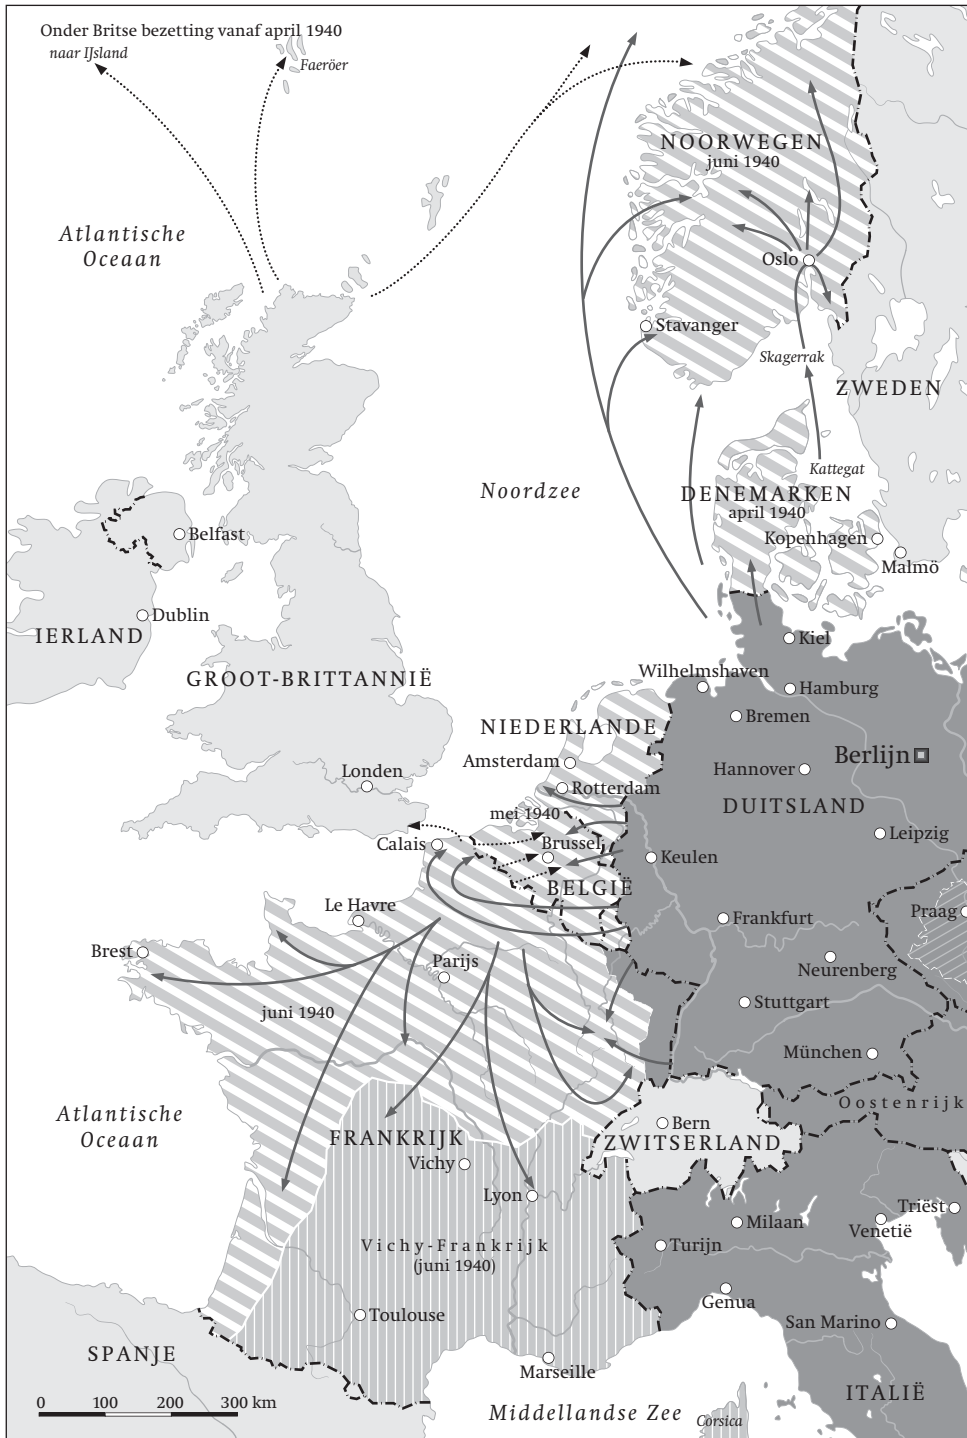 Onder Britse bezetting vanaf april 1940
naar IJsland
Faeröer
NOORWEGEN
juni 1940
Atlantische
Oceaan
Oslo
Stavanger
Skagerrak
ZWEDEN
Kattegat
Noordzee
DENEMARKEN
april 1940
Kopenhagen
Malmö
Belfast
Dublin
IERLAND
Kiel
GROOT-BRITTANNIË
Wilhelmshaven
Hamburg
Bremen
NIEDERLANDE
Berlijn
Amsterdam
Hannover
Londen
Rotterdam
DUITSLAND
mei 1940
Leipzig
Calais
Brussel
Keulen
BELGIË
Le Havre
Frankfurt
Praag
Brest
Parijs
Neurenberg
juni 1940
Stuttgart
München
Oostenrijk
Atlantische
Oceaan
Bern
FRANKRIJK
ZWITSERLAND
Vichy
Lyon
Triëst
Milaan
Venetië
Vichy-Frankrijk
(juni 1940)
Turijn
Genua
Toulouse
San Marino
SPANJE
Marseille
ITALIË
0 100 200 300 km
Middellandse Zee
Corsica